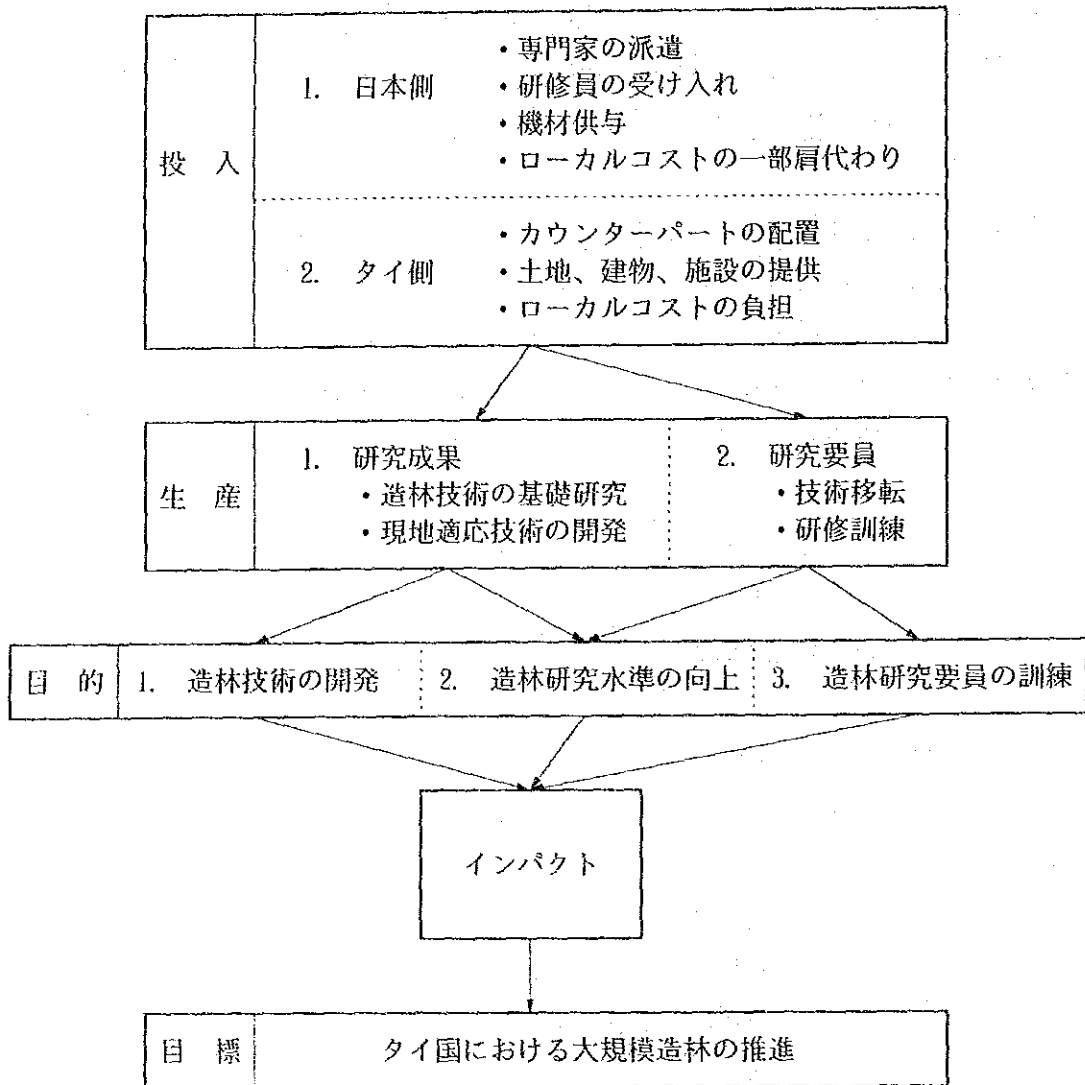 投 入
1. 日本側
・専門家の派遣
・研修員の受け入れ
・機材供与
・ローカルコストの一部肩代わり
2. タイ側
・カウンターパートの配置
・土地、建物、施設の提供
・ローカルコストの負担
生 産
1. 研究成果
・造林技術の基礎研究
・現地適応技術の開発
2. 研究要員
・技術移転
・研修訓練
目 的
1. 造林技術の開発
2. 造林研究水準の向上
3. 造林研究要員の訓練
インパクト
目 標
タイ国における大規模造林の推進